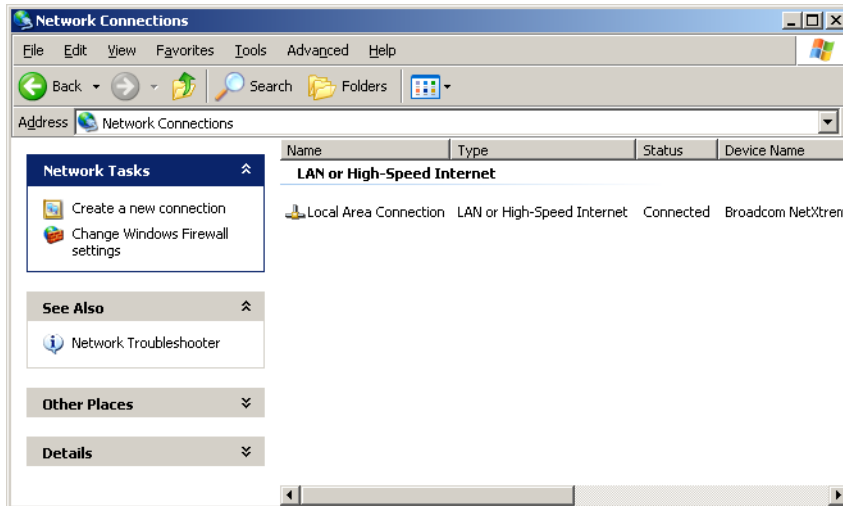 Network Connections
File Edit View Favorites Tools Advanced Help
Back Search Folders
Address Network Connections
Network Tasks
Create a new connection
Change Windows Firewall
settings
See Also
Network Troubleshooter
Other Places
Details
Name Type Status Device Name
LAN or High-Speed Internet
Local Area Connection LAN or High-Speed Internet Connected Broadcom NetXtrem